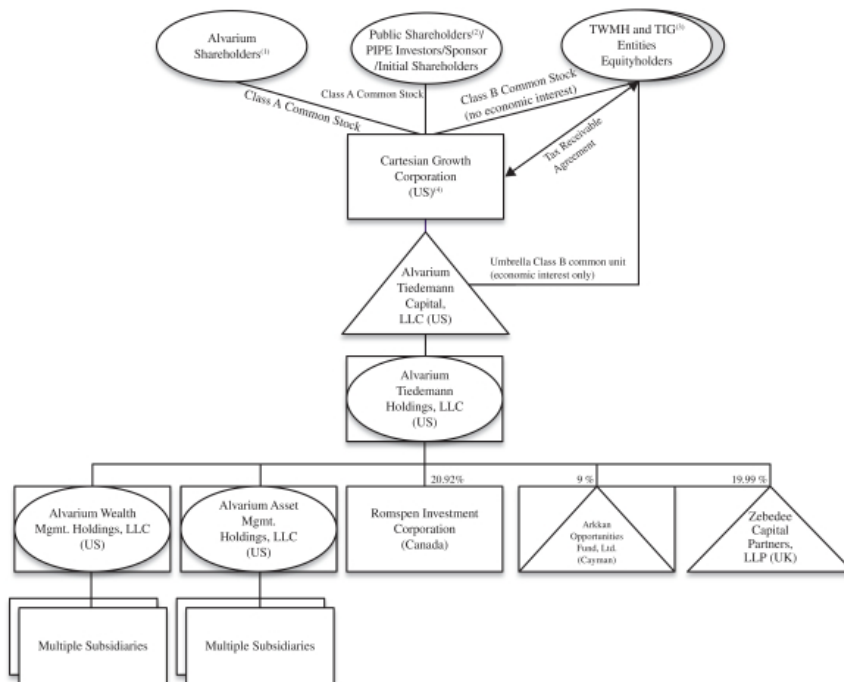 Alvarium
Shareholders(1)
Public Shareholders(2)/
PIPE Investors/Sponsor
/Initial Shareholders
TWMH and TIG(3)
Entities
Equityholders
Class A Common Stock
Class A Common Stock
Class B Common Stock
(no economic interest)
Tax Receivable
Agreement
Cartesian Growth
Corporation
(US)(4)
Umbrella Class B common unit
(economic interest only)
Alvarium
Tiedemann
Capital,
LLC (US)
Alvarium
Tiedemann
Holdings, LLC
(US)
20.92%
9 %
19.99 %
Alvarium Wealth
Mgmt. Holdings, LLC
(US)
Alvarium Asset
Mgmt.
Holdings, LLC
(US)
Romspen Investment
Corporation
(Canada)
Arkkan
Opportunities
Fund, Ltd.
(Cayman)
Zebedee
Capital
Partners,
LLP (UK)
Multiple Subsidiaries
Multiple Subsidiaries